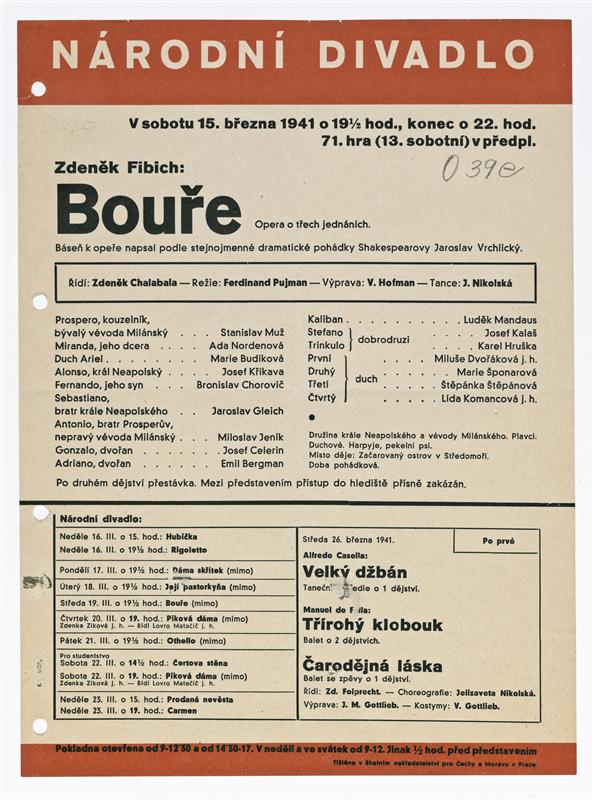 NÁRODNÍ DIVADLO
V sobotu 15. března 1941 o 19½ hod., konec o 22. hod.
71. hra (13. sobotní) v předpl.
O 39e
Zdeněk Fibich:
Bouře Opera o třech jednáních.
Báseň k opeře napsal podle stejnojmenné dramatické pohádky Shakespearovy Jaroslav Vrchlický.
Řídí: Zdeněk Chalabala — Režie: Ferdinand Pujman — Výprava: V. Hofman — Tance: J. Nikolská
Prospero, kouzelník,
bývalý vévoda Milánský . . . Stanislav Muž
Miranda, jeho dcera . . . . Ada Nordenová
Duch Ariel . . . . . . . . Marie Budíková
Alonso, král Neapolský . . . . Josef Křikava
Fernando, jeho syn . . Bronislav Chorovič
Sebastiano,
bratr krále Neapolského . . Jaroslav Gleich
Antonio, bratr Prosperův,
nepravý vévoda Milánský . . Miloslav Jeník
Gonzalo, dvořan . . . . . . Josef Celerin
Adriano, dvořan . . . . . . Emil Bergman
Kaliban . . . . . . . . . . Luděk Mandaus
Stefano } dobrodruzi . . . . . Josef Kalaš
Trinkulo } . . . . . Karel Hruška
První } . . . . Miluše Dvořáková j. h.
Druhý } duch . . . . . Marie Šponarová
Třetí } . . . . . Štěpánka Štěpánová
Čtvrtý } . . . . Lída Komancová j. h.
●
Družina krále Neapolského a vévody Milánského. Plavci.
Duchové. Harpyje, pekelní psi.
Místo děje: Začarovaný ostrov v Středomoří.
Doba pohádková.
Po druhém dějství přestávka. Mezi představením přístup do hlediště přísně zakázán.
Národní divadlo:
Neděle 16. III. o 15. hod.: Hubička
Neděle 16. III. o 19½ hod.: Rigoletto
Pondělí 17. III. o 19½ hod.: Dáma skřítek (mimo)
Úterý 18. III. o 19½ hod.: Její pastorkyňa (mimo)
Středa 19. III. o 19½ hod.: Bouře (mimo)
Čtvrtek 20. III. o 19. hod.: Piková dáma (mimo)
Zdenka Ziková j. h. — Řídí Lovro Matačič j. h.
Pátek 21. III. o 19½ hod.: Othello (mimo)
Pro studentstvo
Sobota 22. III. o 14½ hod.: Čertova stěna
Sobota 22. III. o 19. hod.: Piková dáma (mimo)
Zdenka Ziková j. h. — Řídí Lovro Matačič j. h.
Neděle 23. III. o 15. hod.: Prodaná nevěsta
Neděle 23. III. o 19. hod.: Carmen
Středa 26. března 1941.
Po prvé
Alfredo Casella:
Velký džbán
Taneční komedie o 1 dějství.
Manuel de Falla:
Třírohý klobouk
Balet o 2 dějstvích.
Čarodějná láska
Balet se zpěvy o 1 dějství.
Řídí: Zd. Folprecht. — Choreografie: Jelizaveta Nikolská.
Výprava: J. M. Gottlieb. — Kostymy: V. Gottlieb.
Pokladna otevřena od 9-12˙30 a od 14˙30-17. V neděli a ve svátek od 9-12. Jinak ½ hod. před představením
Tištěno v Školním nakladatelství pro Čechy a Moravu v Praze.